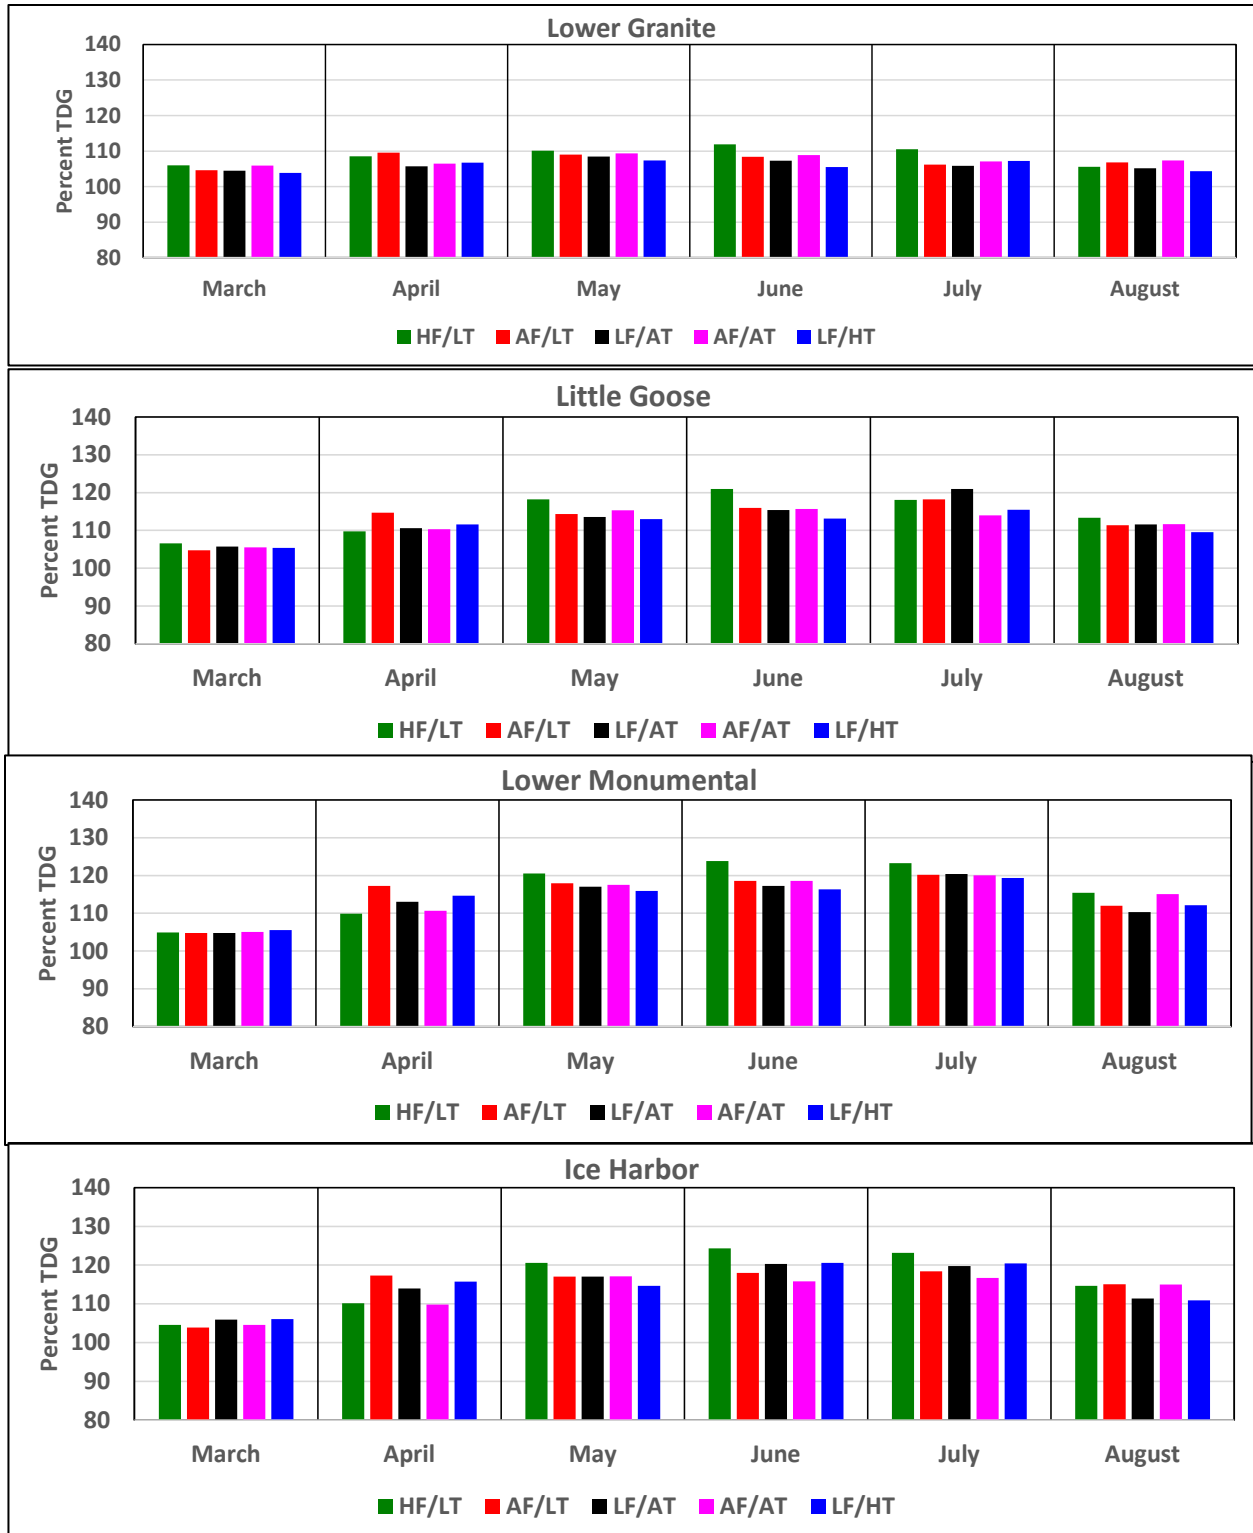 Lower Granite
140
130
120
110
100
90
80
Percent TDG
March April May June July August
HF/LT AF/LT LF/AT AF/AT LF/HT
Little Goose
140
130
120
110
100
90
80
Percent TDG
March April May June July August
HF/LT AF/LT LF/AT AF/AT LF/HT
Lower Monumental
140
130
120
110
100
90
80
Percent TDG
March April May June July August
HF/LT AF/LT LF/AT AF/AT LF/HT
Ice Harbor
140
130
120
110
100
90
80
Percent TDG
March April May June July August
HF/LT AF/LT LF/AT AF/AT LF/HT